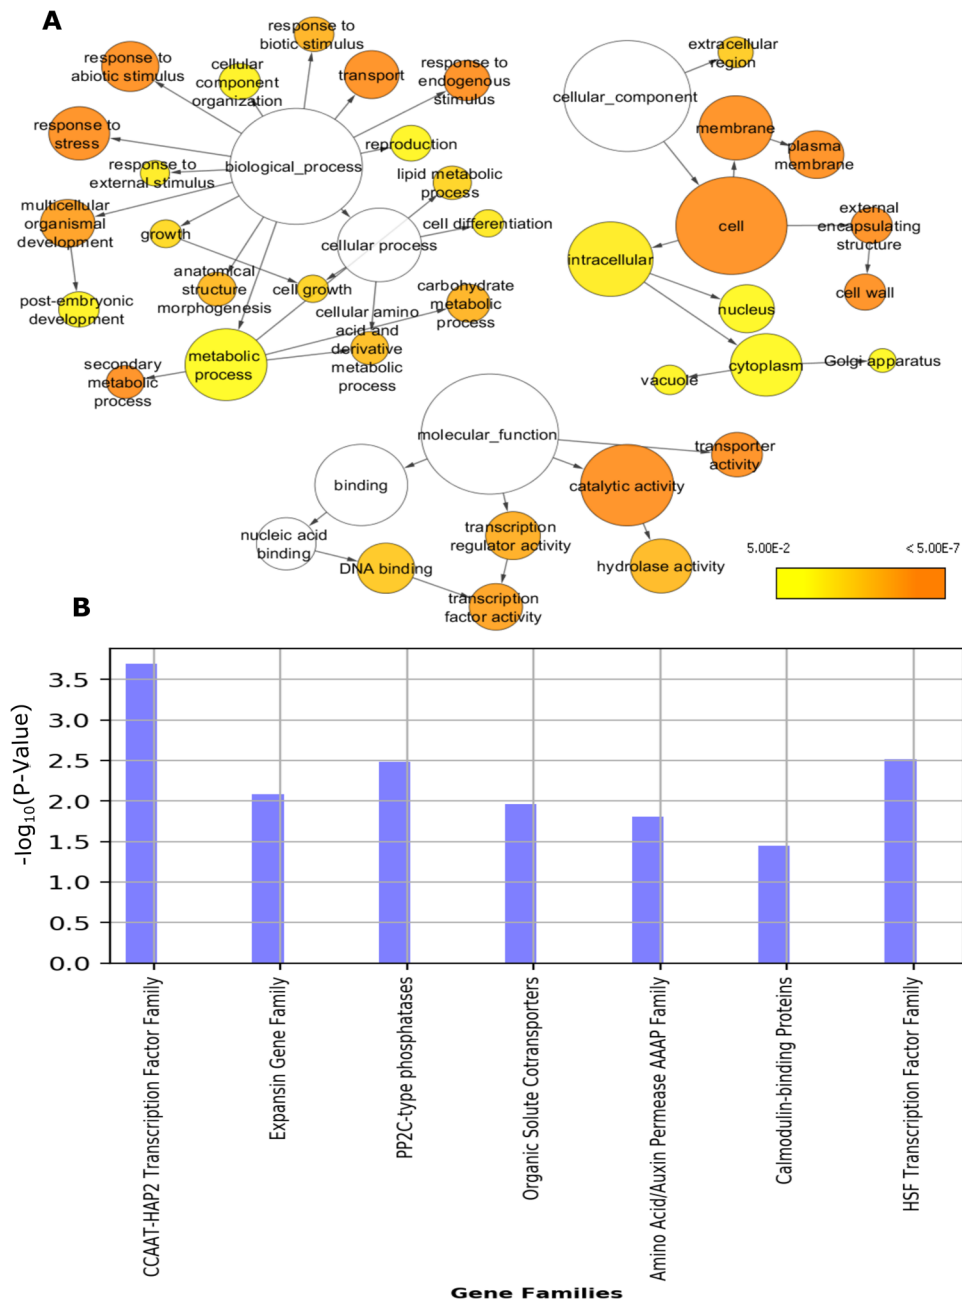 A
response to
biotic stimulus
response to
abiotic stimulus
cellular
component
organization
transport
response to
endogenous
stimulus
response to
stress
biological_process
reproduction
response to
external stimulus
lipid metabolic
process
multicellular
organismal
development
growth
cellular process
cell differentiation
anatomical
structure
morphogenesis
cell growth
post-embryonic
development
cellular amino
acid and
derivative
metabolic
process
carbohydrate
metabolic
process
metabolic
process
secondary
metabolic
process
extracellular
region
cellular_component
membrane
plasma
membrane
cell
external
encapsulating
structure
intracellular
cell wall
nucleus
cytoplasm
Golgi apparatus
vacuole
molecular_function
transporter
activity
binding
catalytic activity
nucleic acid
binding
transcription
regulator activity
DNA binding
hydrolase activity
transcription
factor activity
5.00E-2
< 5.00E-7
B
-log10(P-Value)
3.5
3.0
2.5
2.0
1.5
1.0
0.5
0.0
CCAAT-HAP2 Transcription Factor Family
Expansin Gene Family
PP2C-type phosphatases
Organic Solute Cotransporters
Amino Acid/Auxin Permease AAAP Family
Calmodulin-binding Proteins
HSF Transcription Factor Family
Gene Families